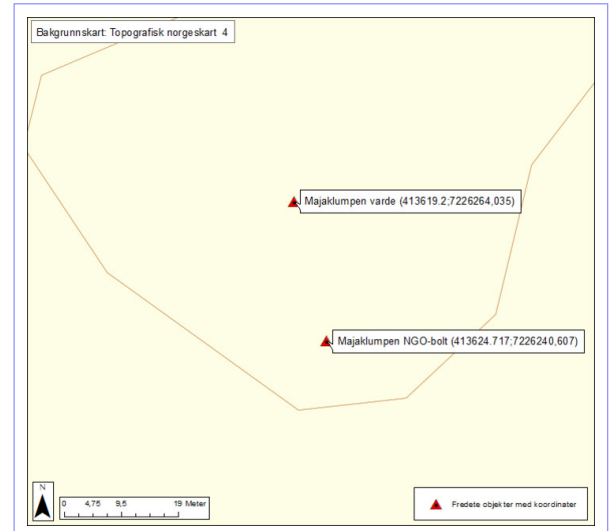 Bakgrunnskart: Topografisk norgeskart 4
Majaklumpen varde (413619.2;7226264,035)
Majaklumpen NGO-bolt (413624.717;7226240,607)
N
0 4,75 9,5 19 Meter
Fredete objekter med koordinater